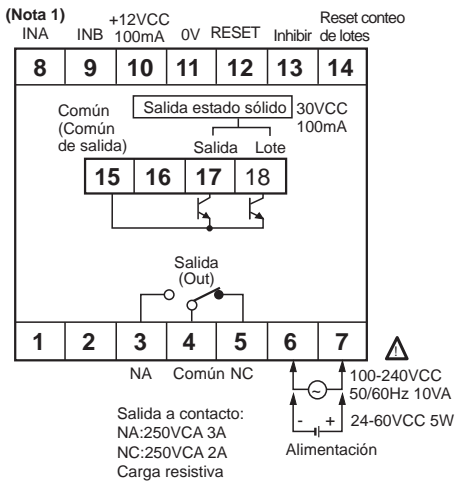 (Nota 1)
INA INB +12VCC 100mA 0V RESET Inhibir Reset conteo de lotes
8 9 10 11 12 13 14
Común (Común de salida)
Salida estado sólido 30VCC 100mA
Salida Lote
15 16 17 18
Salida (Out)
1 2 3 4 5 6 7
NA Común NC
100-240VCC
50/60Hz 10VA
- + 24-60VCC 5W
Alimentación
Salida a contacto:
NA:250VCA 3A
NC:250VCA 2A
Carga resistiva